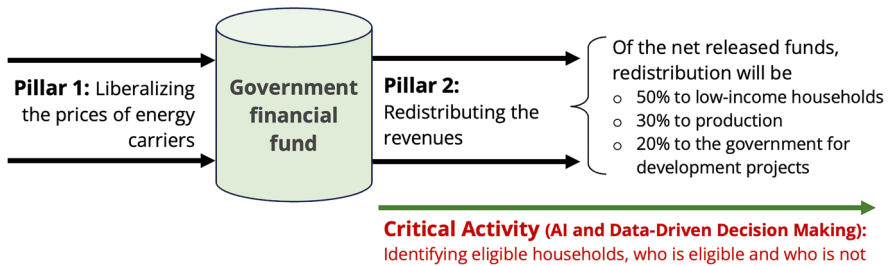 Pillar 1: Liberalizing
the prices of energy
carriers
Government
financial
fund
Pillar 2:
Redistributing the
revenues
Of the net released funds,
redistribution will be
o 50% to low-income households
o 30% to production
o 20% to the government for
development projects
Critical Activity (AI and Data-Driven Decision Making):
Identifying eligible households, who is eligible and who is not